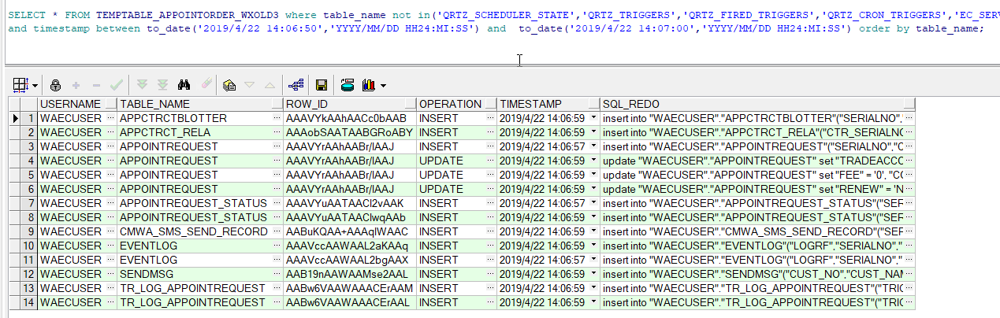 SELECT * FROM TEMPTABLE_APPOINTORDER_WXOLD3 where table_name not in('QRTZ_SCHEDULER_STATE','QRTZ_TRIGGERS','QRTZ_FIRED_TRIGGERS','QRTZ_CRON_TRIGGERS','EC_SERV
and timestamp between to_date('2019/4/22 14:06:50','YYYY/MM/DD HH24:MI:SS') and to_date('2019/4/22 14:07:00','YYYY/MM/DD HH24:MI:SS') order by table_name;
USERNAME TABLE_NAME ROW_ID OPERATION TIMESTAMP SQL_REDO
1 WAECUSER ··· APPCTRCTBLOTTER ··· AAAVYkAAhAACc0bAAB INSERT ··· 2019/4/22 14:06:59 insert into "WAECUSER"."APPCTRCTBLOTTER"("SERIALNO", ···
2 WAECUSER ··· APPCTRCT_RELA ··· AAAobSAATAABGRoABY INSERT ··· 2019/4/22 14:06:59 insert into "WAECUSER"."APPCTRCT_RELA"("CTR_SERIALNO ···
3 WAECUSER ··· APPOINTREQUEST ··· AAAVYrAAhAABr/lAAJ INSERT ··· 2019/4/22 14:06:57 insert into "WAECUSER"."APPOINTREQUEST"("SERIALNO","C ···
4 WAECUSER ··· APPOINTREQUEST ··· AAAVYrAAhAABr/lAAJ UPDATE ··· 2019/4/22 14:06:59 update "WAECUSER"."APPOINTREQUEST" set "TRADEACCO ···
5 WAECUSER ··· APPOINTREQUEST ··· AAAVYrAAhAABr/lAAJ UPDATE ··· 2019/4/22 14:06:59 update "WAECUSER"."APPOINTREQUEST" set "FEE" = '0', "CO ···
6 WAECUSER ··· APPOINTREQUEST ··· AAAVYrAAhAABr/lAAJ UPDATE ··· 2019/4/22 14:06:59 update "WAECUSER"."APPOINTREQUEST" set "RENEW" = 'N ···
7 WAECUSER ··· APPOINTREQUEST_STATUS ··· AAAVYuAATAACl2vAAK INSERT ··· 2019/4/22 14:06:57 insert into "WAECUSER"."APPOINTREQUEST_STATUS"("SER ···
8 WAECUSER ··· APPOINTREQUEST_STATUS ··· AAAVYuAATAAClwqAAb INSERT ··· 2019/4/22 14:06:59 insert into "WAECUSER"."APPOINTREQUEST_STATUS"("SER ···
9 WAECUSER ··· CMWA_SMS_SEND_RECORD ··· AABuKQAA+AAAqlWAAC INSERT ··· 2019/4/22 14:06:59 insert into "WAECUSER"."CMWA_SMS_SEND_RECORD"("SEF ···
10 WAECUSER ··· EVENTLOG ··· AAAVccAAWAAL2aKAAq INSERT ··· 2019/4/22 14:06:59 insert into "WAECUSER"."EVENTLOG"("LOGRF","SERIALNO"," ···
11 WAECUSER ··· EVENTLOG ··· AAAVccAAWAAL2bgAAX INSERT ··· 2019/4/22 14:06:57 insert into "WAECUSER"."EVENTLOG"("LOGRF","SERIALNO"," ···
12 WAECUSER ··· SENDMSG ··· AAB19nAAWAAMse2AAL INSERT ··· 2019/4/22 14:06:59 insert into "WAECUSER"."SENDMSG"("CUST_NO","CUST_NAM ···
13 WAECUSER ··· TR_LOG_APPOINTREQUEST ··· AABw6VAAWAAACErAAM INSERT ··· 2019/4/22 14:06:59 insert into "WAECUSER"."TR_LOG_APPOINTREQUEST"("TRIC ···
14 WAECUSER ··· TR_LOG_APPOINTREQUEST ··· AABw6VAAWAAACErAAL INSERT ··· 2019/4/22 14:06:59 insert into "WAECUSER"."TR_LOG_APPOINTREQUEST"("TRIC ···